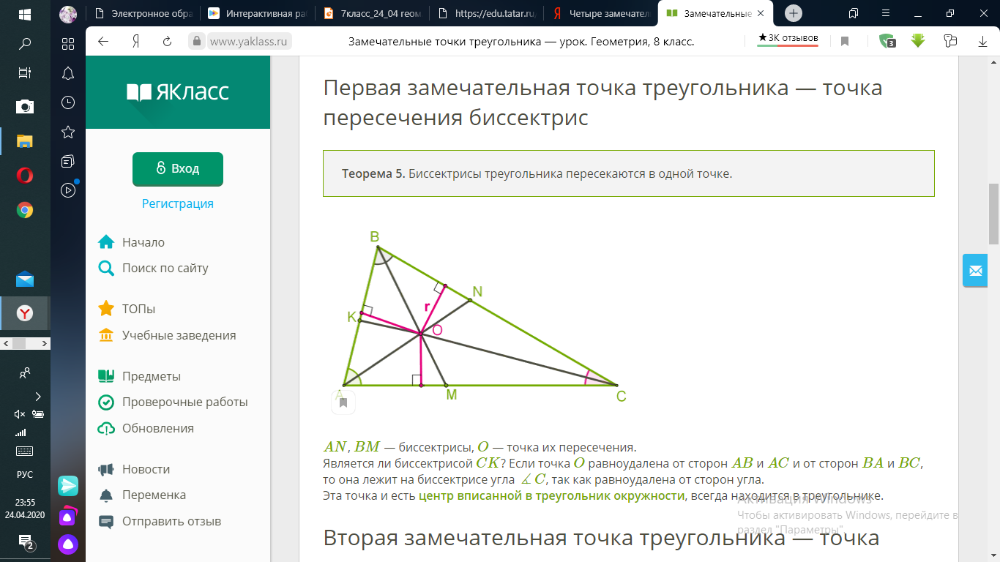 Электронное обра
Интерактивная ра
7класс_24_04 геом
https://edu.tatar.ru
Четыре замечател
Замечательные
www.yaklass.ru
Замечательные точки треугольника — урок. Геометрия, 8 класс.
★3K отзывов
3
ЯКласс
Вход
Регистрация
Начало
Поиск по сайту
ТОПы
Учебные заведения
Предметы
Проверочные работы
Обновления
Новости
Переменка
Отправить отзыв
Первая замечательная точка треугольника — точка
пересечения биссектрис
Теорема 5. Биссектрисы треугольника пересекаются в одной точке.
B
N
r
K
O
A
M
C
AN, BM — биссектрисы, O — точка их пересечения.
Является ли биссектрисой CK? Если точка O равноудалена от сторон AB и AC и от сторон BA и BC,
то она лежит на биссектрисе угла ∡C, так как равноудалена от сторон угла.
Эта точка и есть центр вписанной в треугольник окружности, всегда находится в треугольнике.
Вторая замечательная точка треугольника — точка
Активация Windows
Чтобы активировать Windows, перейдите в
раздел "Параметры".
РУС
23:55
24.04.2020
2